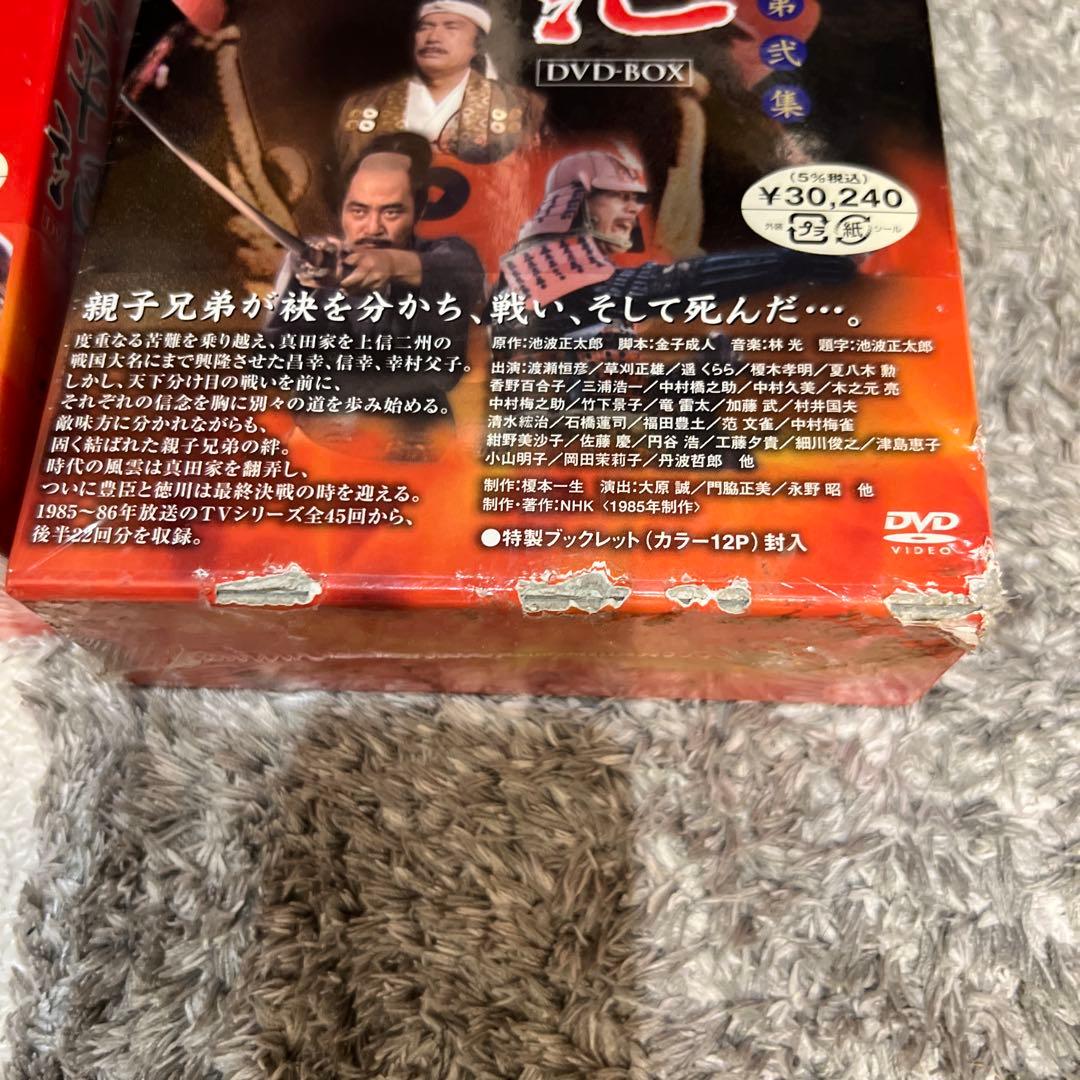 記
DVD-BOX
第弐集
(5%税込)
¥30,240
外装 プラ 紙 シール
親子兄弟が袂を分かち、戦い、そして死んだ…。
度重なる苦難を乗り越え、真田家を上信二州の
戦国大名にまで興隆させた昌幸、信幸、幸村父子。
しかし、天下分け目の戦いを前に、
それぞれの信念を胸に別々の道を歩み始める。
敵味方に分かれながらも、
固く結ばれた親子兄弟の絆。
時代の風雲は真田家を翻弄し、
ついに豊臣と徳川は最終決戦の時を迎える。
1985〜86年放送のTVシリーズ全45回から、
後半22回分を収録。
原作:池波正太郎 脚本:金子成人 音楽:林 光 題字:池波正太郎
出演:渡瀬恒彦/草刈正雄/遥 くらら/榎木孝明/夏八木 勲
香野百合子/三浦浩一/中村橋之助/中村久美/木之元 亮
中村梅之助/竹下景子/竜 雷太/加藤 武/村井国夫
清水綋治/石橋蓮司/福田豊土/范 文雀/中村梅雀
紺野美沙子/佐藤 慶/円谷 浩/工藤夕貴/細川俊之/津島恵子
小山明子/岡田茉莉子/丹波哲郎 他
制作:榎本一生 演出:大原 誠/門脇正美/永野 昭 他
制作・著作:NHK〈1985年制作〉
●特製ブックレット(カラー12P)封入
DVD
VIDEO